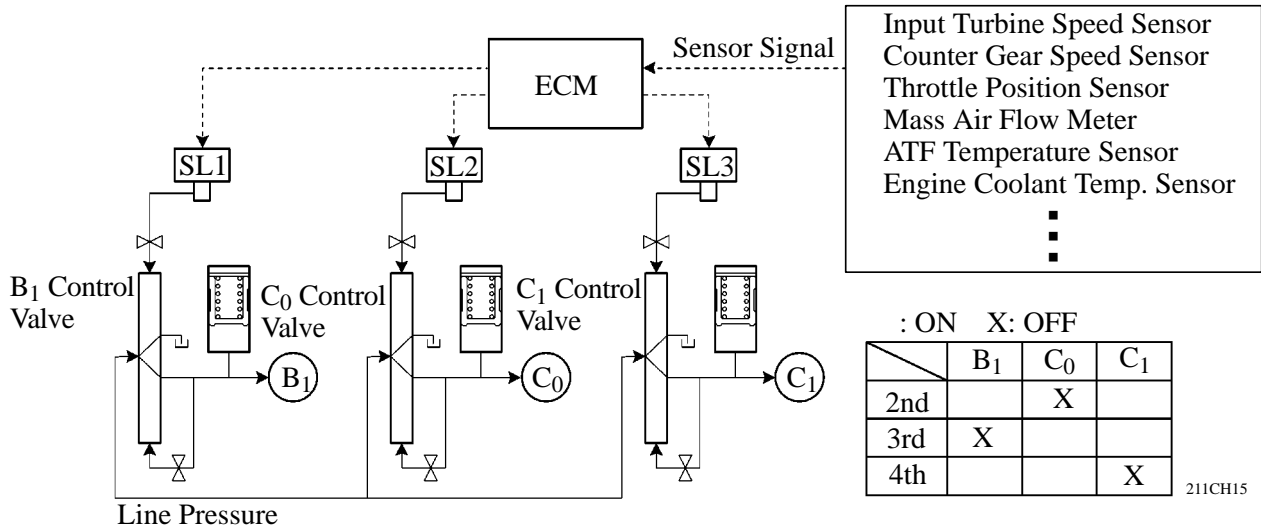 Input Turbine Speed Sensor
Counter Gear Speed Sensor
Throttle Position Sensor
Mass Air Flow Meter
ATF Temperature Sensor
Engine Coolant Temp. Sensor
Sensor Signal
ECM
SL1
SL2
SL3
B1 Control
Valve
C0 Control
Valve
C1 Control
Valve
B1
C0
C1
Line Pressure
: ON X: OFF
B1 C0 C1
2nd X
3rd X
4th X
211CH15